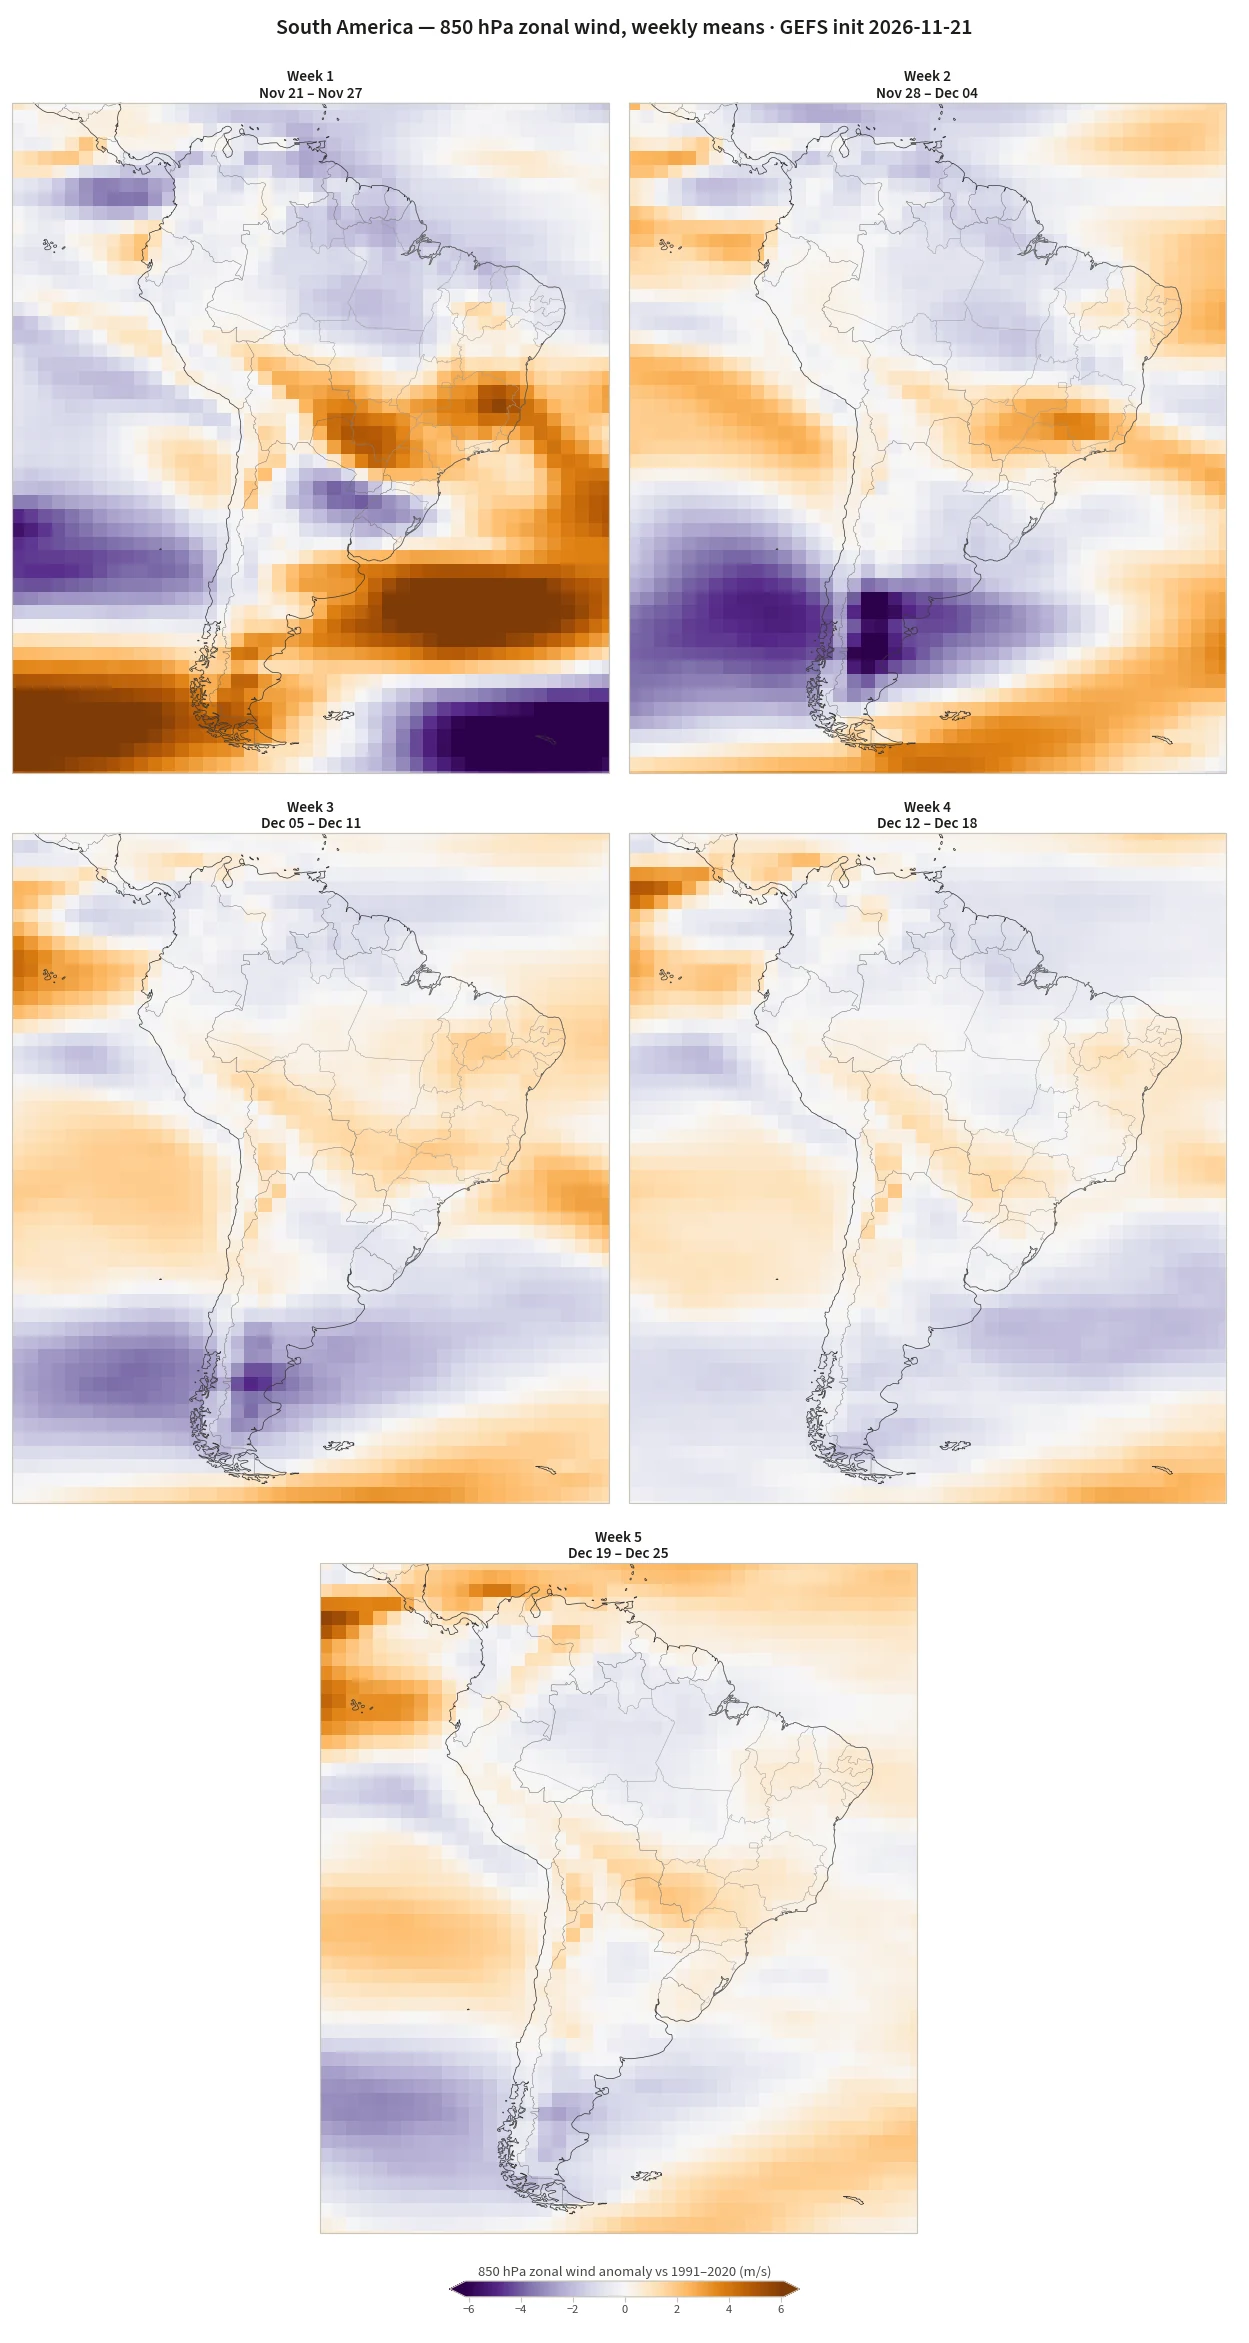 South America — 850 hPa zonal wind, weekly means · GEFS init 2026-11-21
Week 1
Nov 21 – Nov 27
Week 2
Nov 28 – Dec 04
Week 3
Dec 05 – Dec 11
Week 4
Dec 12 – Dec 18
Week 5
Dec 19 – Dec 25
850 hPa zonal wind anomaly vs 1991–2020 (m/s)
−6 −4 −2 0 2 4 6